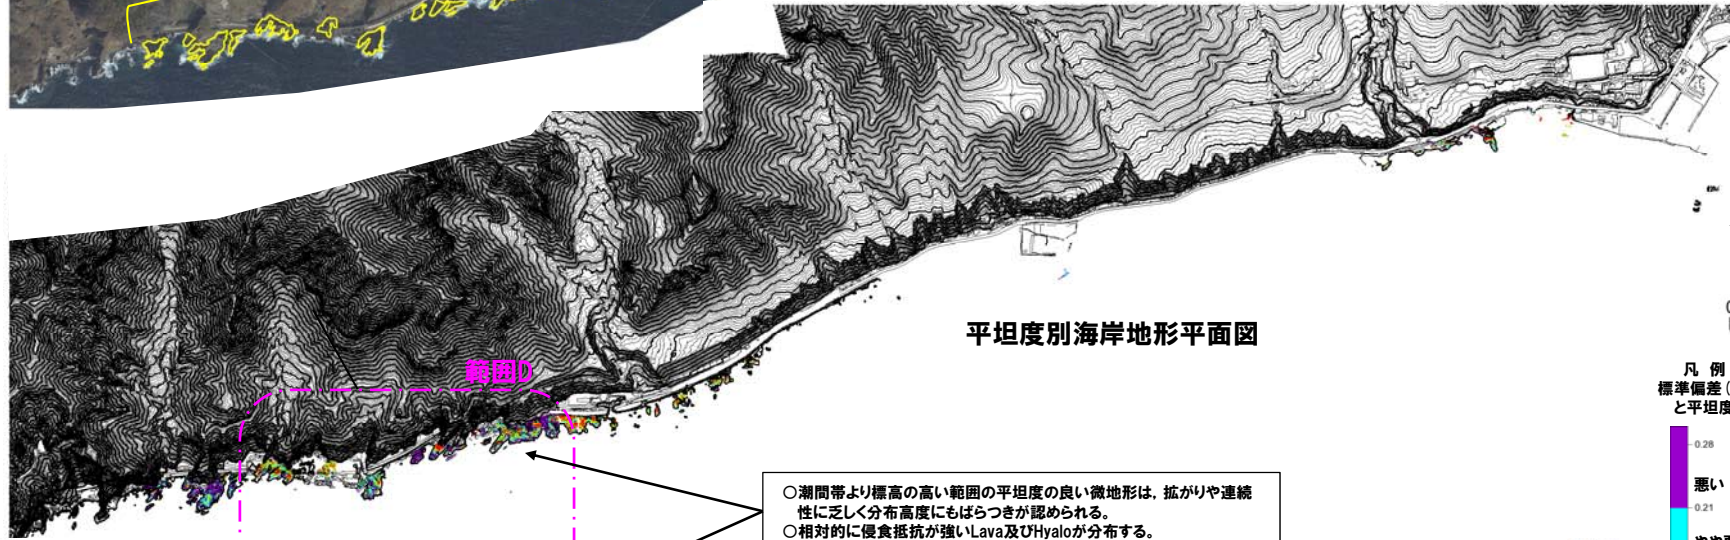 平坦度別海岸地形平面図
範囲D
凡 例
標準偏差(
と平坦度
0.28
悪い
0.21
○潮間帯より標高の高い範囲の平坦度の良い微地形は，拡がりや連続
性に乏しく分布高度にもばらつきが認められる。
○相対的に侵食抵抗が強いLava及びHyaloが分布する。